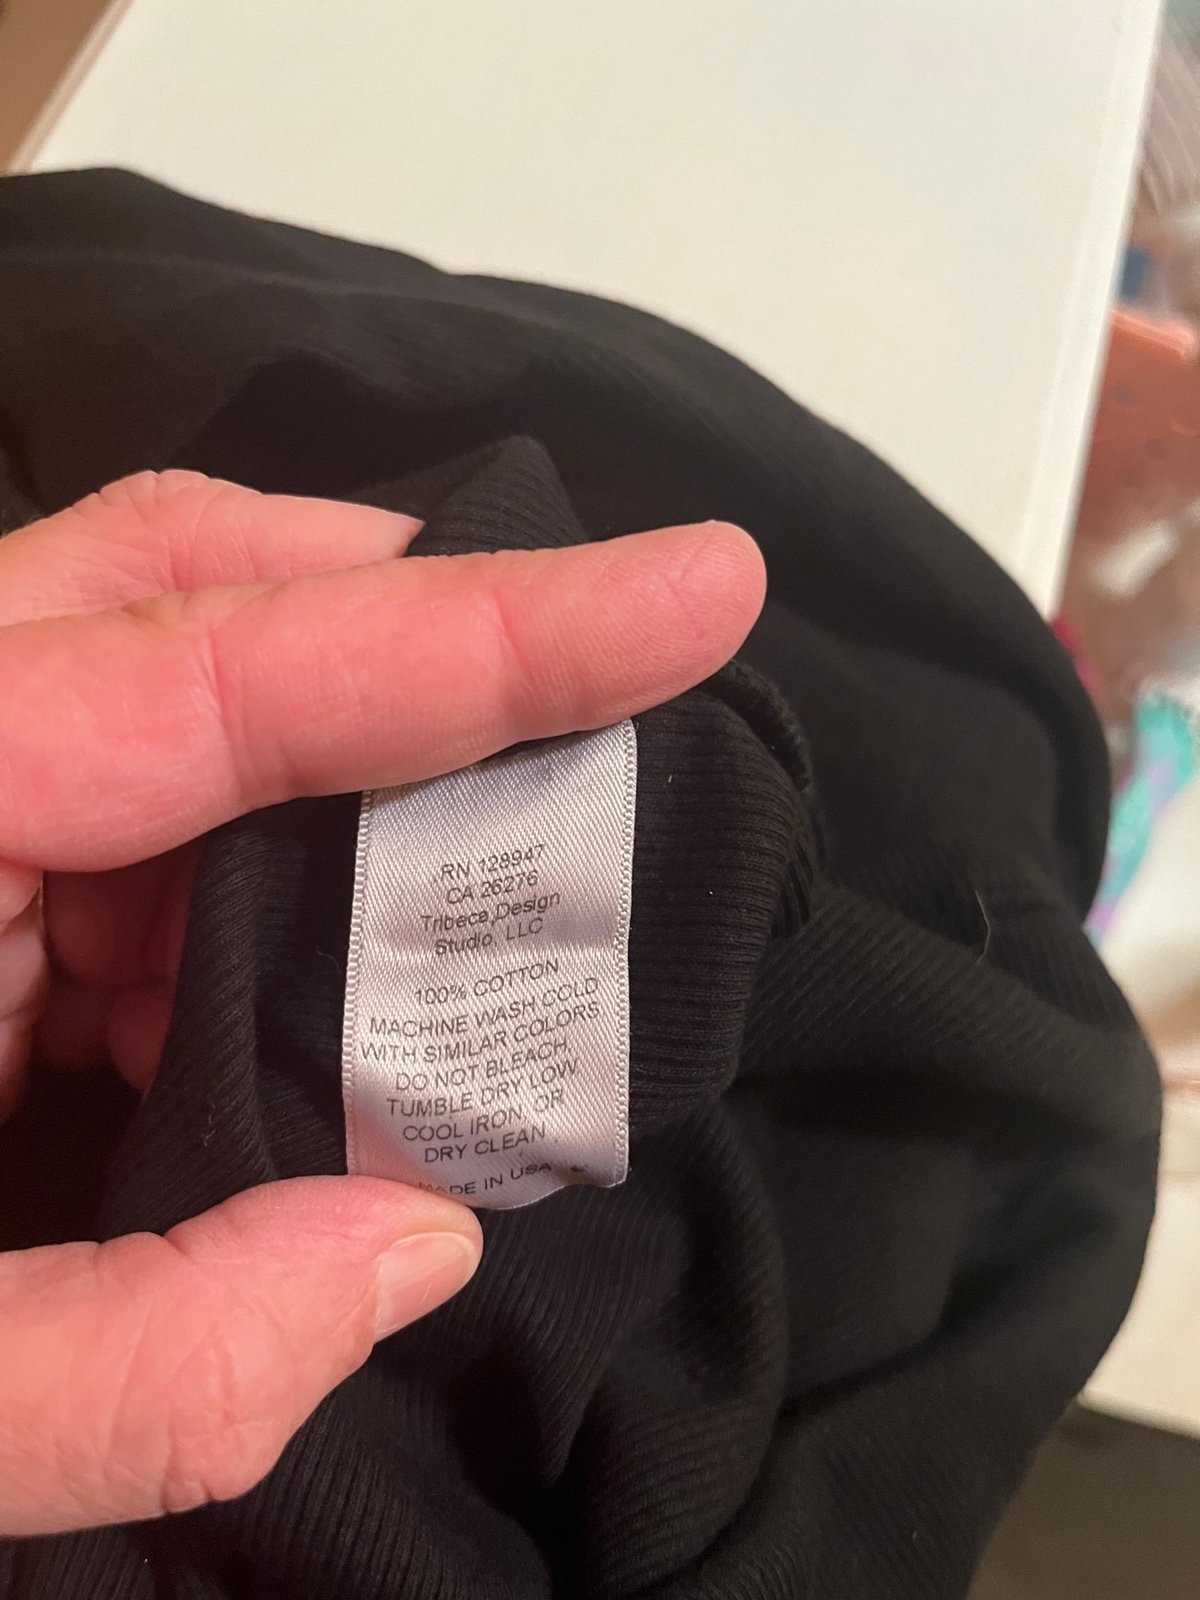 RN 128947
CA 26276
Tribeca Design
Studio LLC
100% COTTON
MACHINE WASH COLD
WITH SIMILAR COLORS
DO NOT BLEACH,
TUMBLE DRY LOW
COOL IRON, OR
DRY CLEAN
MADE IN USA